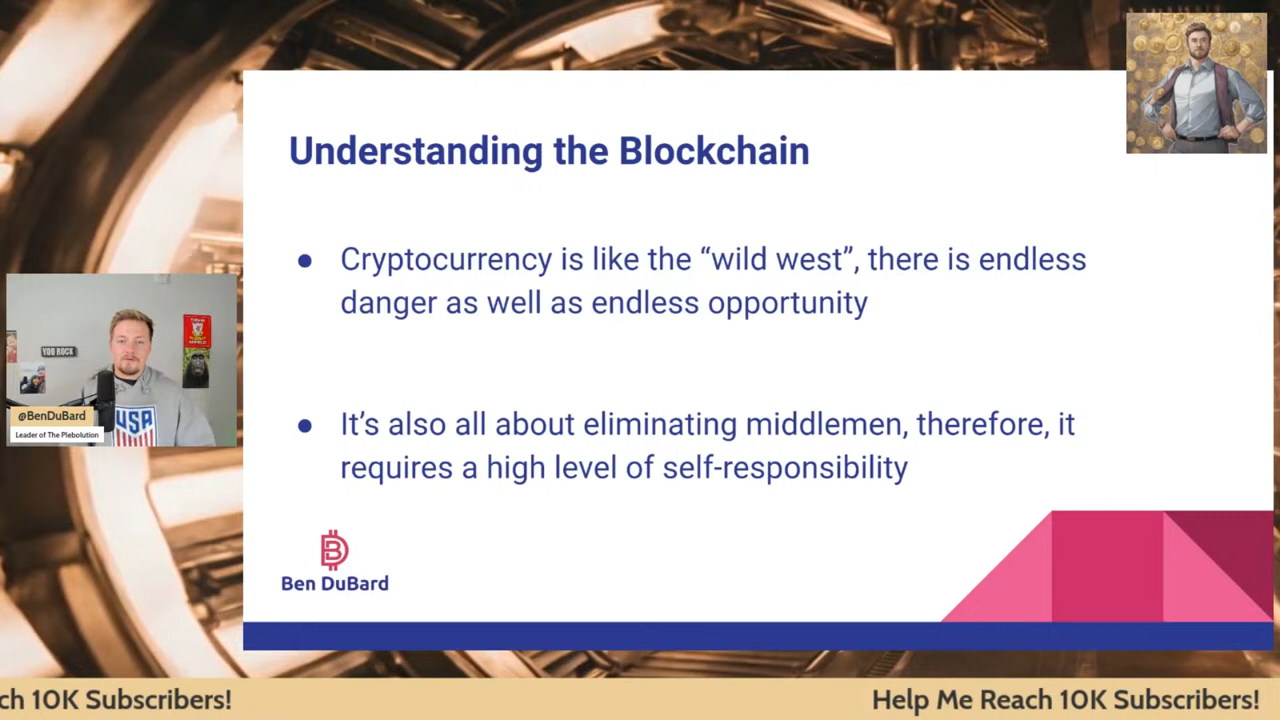 Understanding the Blockchain
● Cryptocurrency is like the “wild west”, there is endless
danger as well as endless opportunity
● It’s also all about eliminating middlemen, therefore, it
requires a high level of self-responsibility
Ben DuBard
YOU ROCK
@BenDuBard
Leader of The Plebolution
USA
ch 10K Subscribers!
Help Me Reach 10K Subscribers!